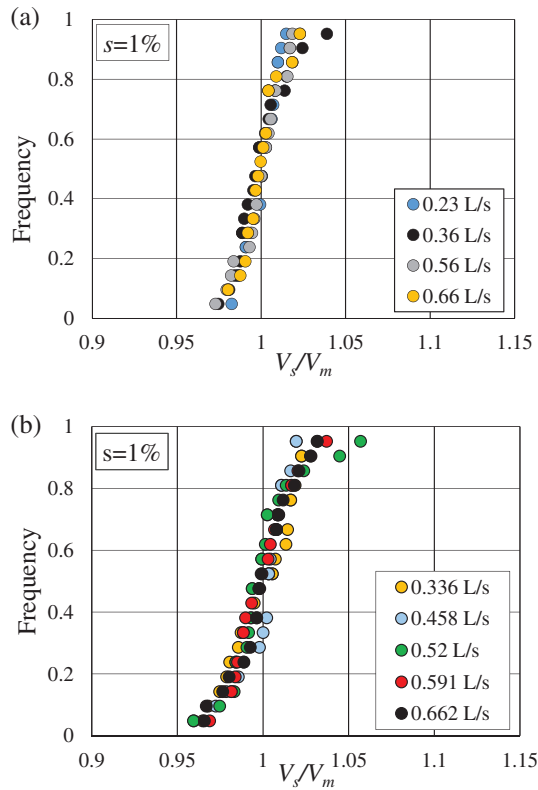 (a)
s=1%
1
0.8
0.6
0.4
0.2
0
Frequency
0.23 L/s
0.36 L/s
0.56 L/s
0.66 L/s
0.9 0.95 1 1.05 1.1 1.15
Vs/Vm
(b)
s=1%
1
0.8
0.6
0.4
0.2
0
Frequency
0.336 L/s
0.458 L/s
0.52 L/s
0.591 L/s
0.662 L/s
0.9 0.95 1 1.05 1.1 1.15
Vs/Vm